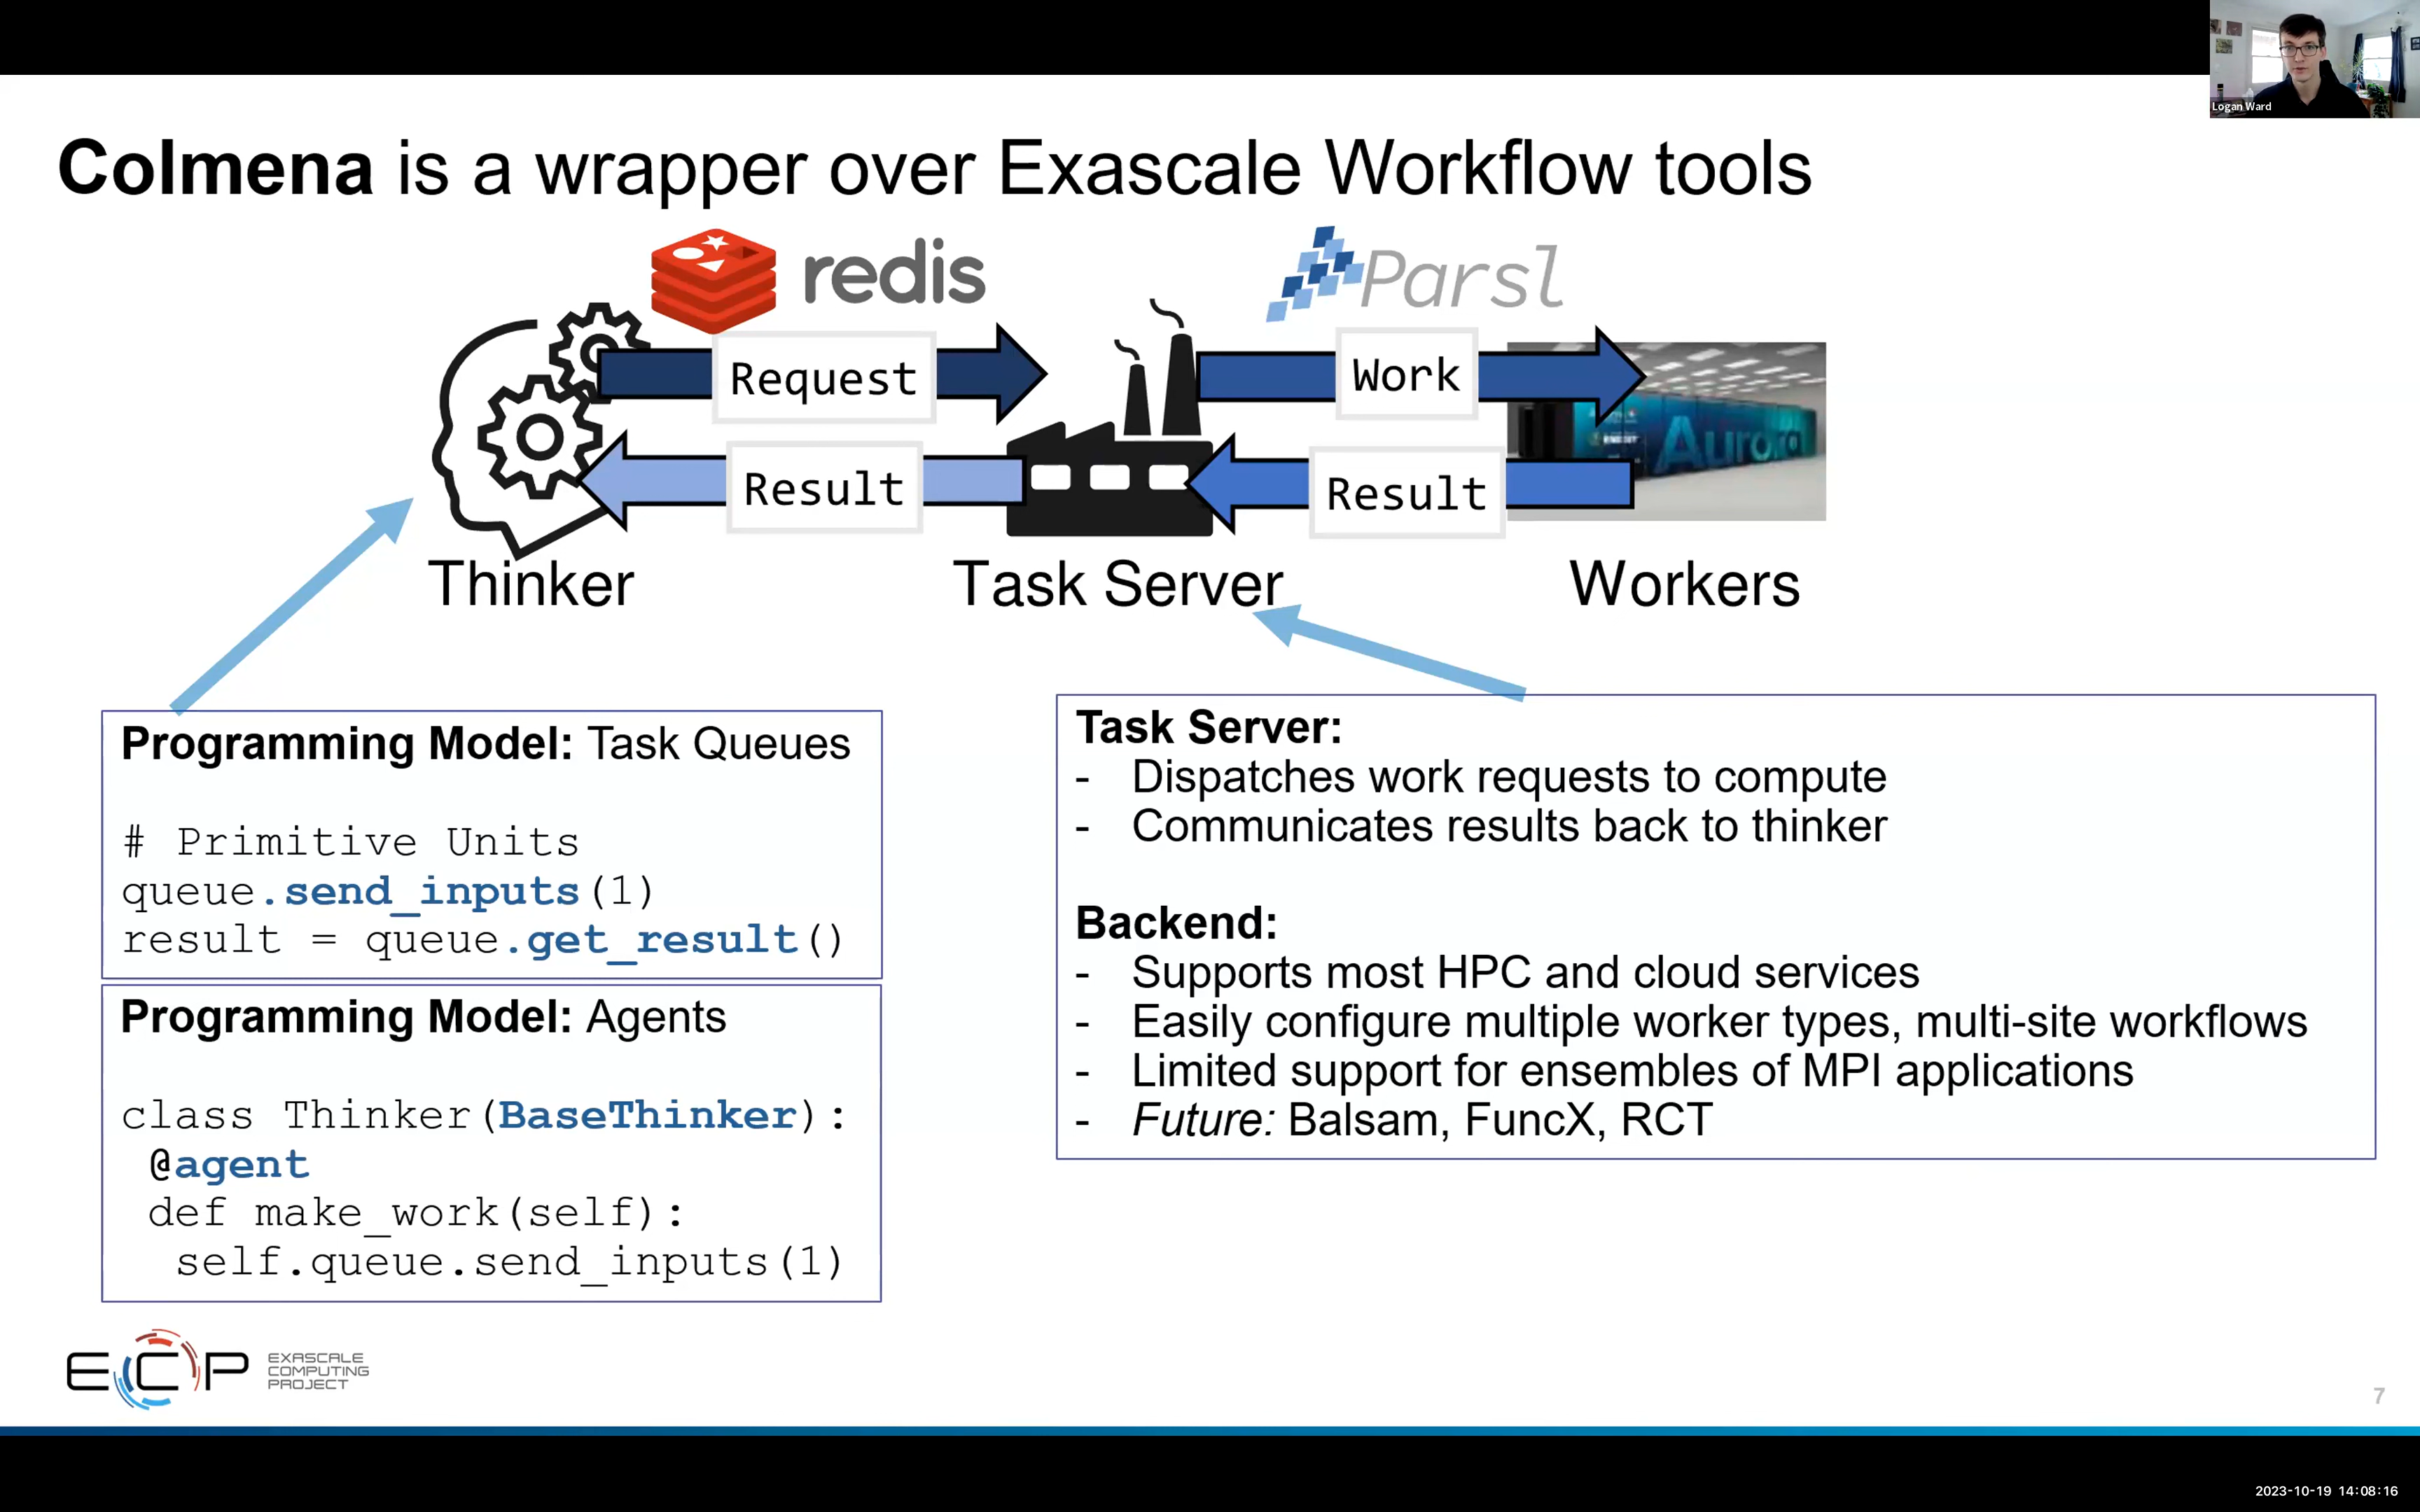 Logan Ward
Colmena is a wrapper over Exascale Workflow tools
redis
Parsl
Request
Work
Aurora
Result
Result
Thinker
Task Server
Workers
Programming Model: Task Queues
# Primitive Units
queue.send_inputs(1)
result = queue.get_result()
Programming Model: Agents
class Thinker(BaseThinker):
@agent
def make_work(self):
self.queue.send_inputs(1)
Task Server:
- Dispatches work requests to compute
- Communicates results back to thinker
Backend:
- Supports most HPC and cloud services
- Easily configure multiple worker types, multi-site workflows
- Limited support for ensembles of MPI applications
- Future: Balsam, FuncX, RCT
ECP
EXASCALE
COMPUTING
PROJECT
7
2023-10-19 14:08:16